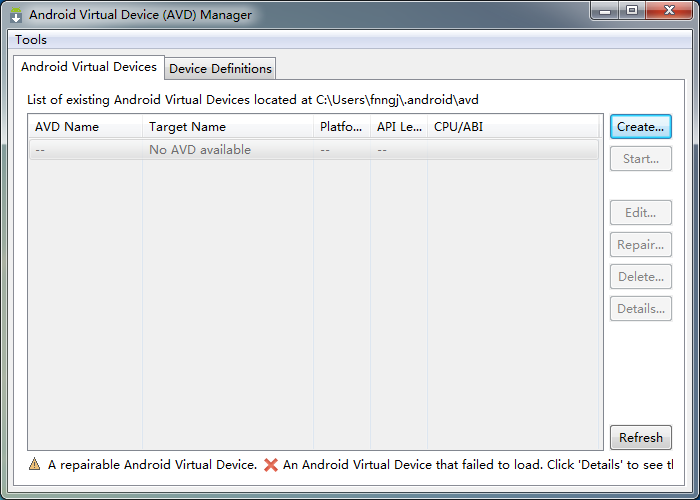 Android Virtual Device (AVD) Manager
Tools
Android Virtual Devices Device Definitions
List of existing Android Virtual Devices located at C:\Users\fnngj\.android\avd
AVD Name Target Name Platfo... API Le... CPU/ABI
-- No AVD available -- --
Create...
Start...
Edit...
Repair...
Delete...
Details...
Refresh
A repairable Android Virtual Device. An Android Virtual Device that failed to load. Click 'Details' to see